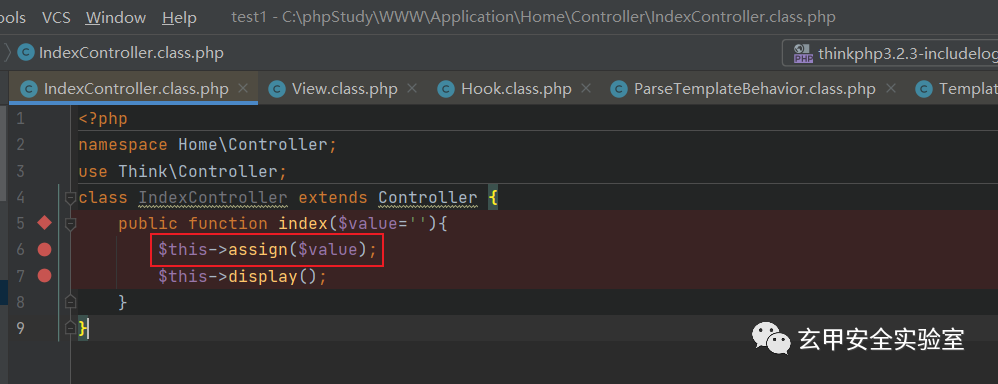 ools VCS Window Help test1 - C:\phpStudy\WWW\Application\Home\Controller\IndexController.class.php
IndexController.class.php
PHP thinkphp3.2.3-includelog
IndexController.class.php View.class.php Hook.class.php ParseTemplateBehavior.class.php Templat
1 <?php
2 namespace Home\Controller;
3 use Think\Controller;
4 class IndexController extends Controller {
5 public function index($value=''){
6 $this->assign($value);
7 $this->display();
8 }
9 }
玄甲安全实验室